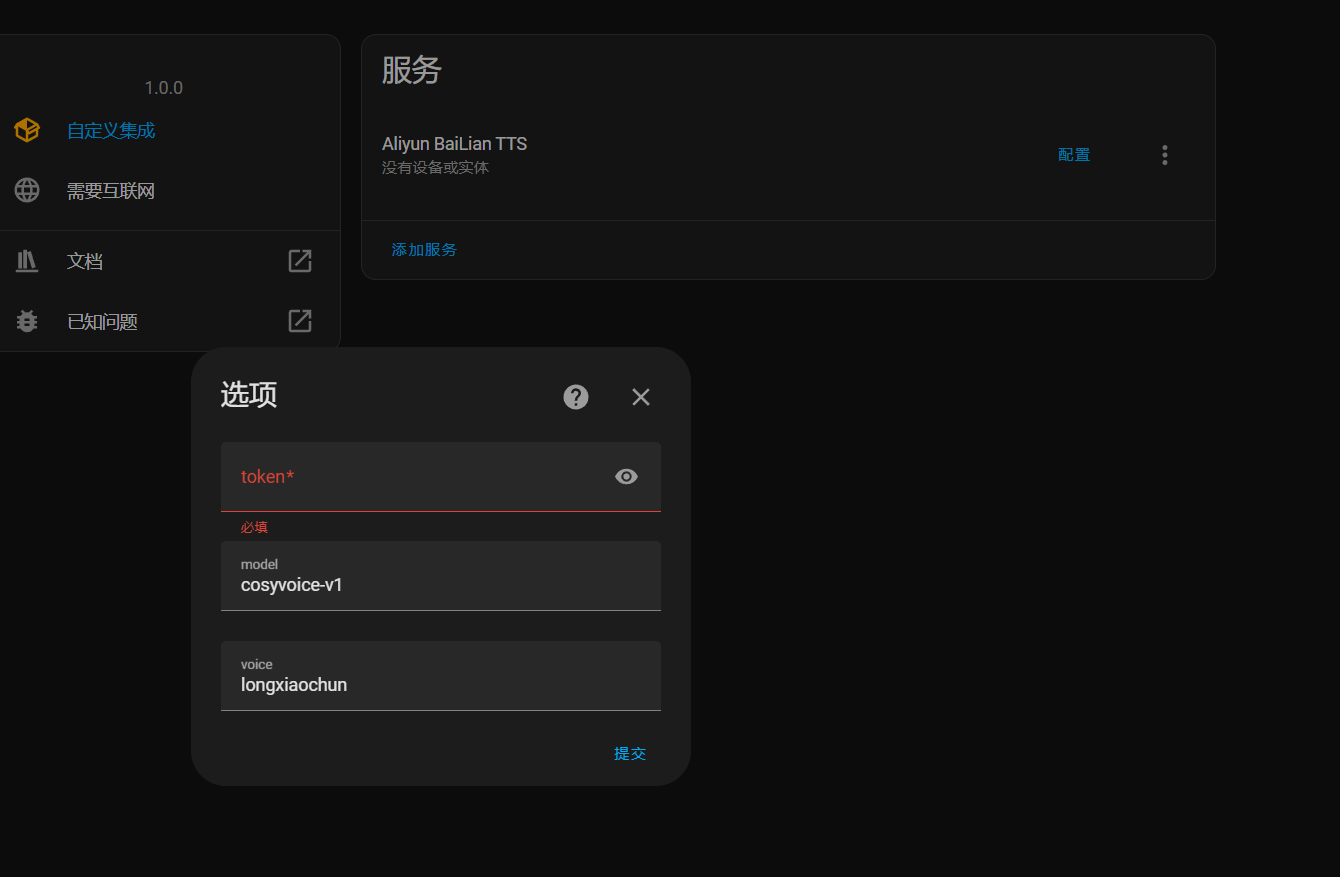 1.0.0
自定义集成
需要互联网
文档
已知问题
服务
Aliyun BaiLian TTS
没有设备或实体
配置
添加服务
选项
token*
必填
model
cosyvoice-v1
voice
longxiaochun
提交